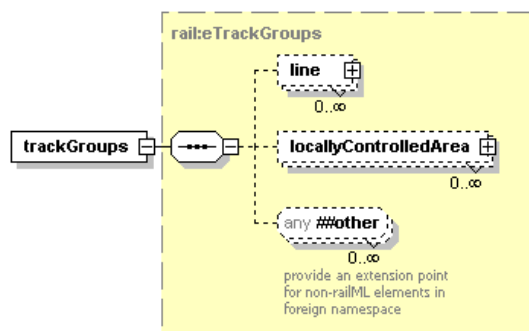 rail:eTrackGroups
line
0..∞
trackGroups
locallyControlledArea
0..∞
any ##other
0..∞
provide an extension point
for non-railML elements in
foreign namespace